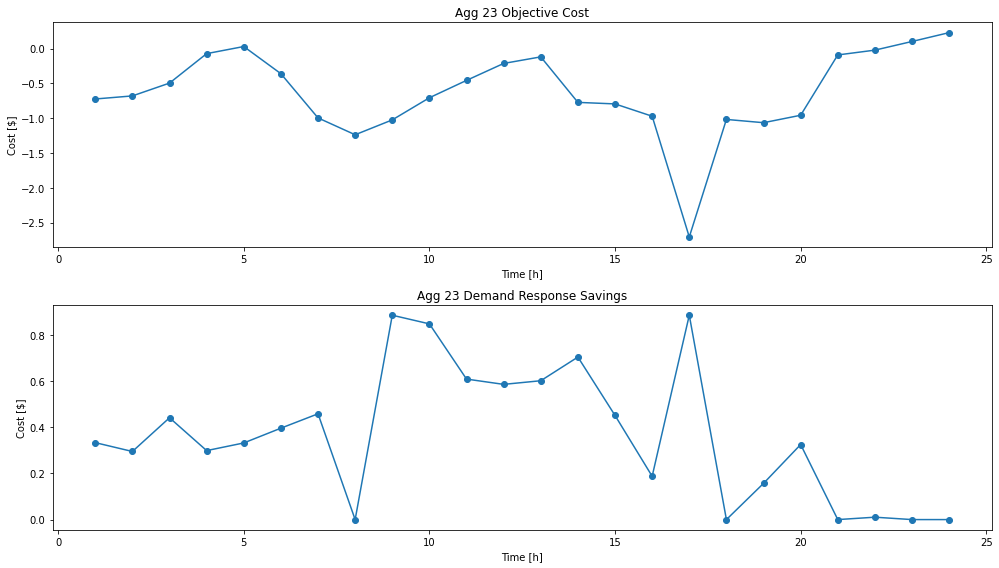 Agg 23 Objective Cost
Cost [$]
0.0
−0.5
−1.0
−1.5
−2.0
−2.5
0 5 10 15 20 25
Time [h]
Agg 23 Demand Response Savings
Cost [$]
0.8
0.6
0.4
0.2
0.0
0 5 10 15 20 25
Time [h]